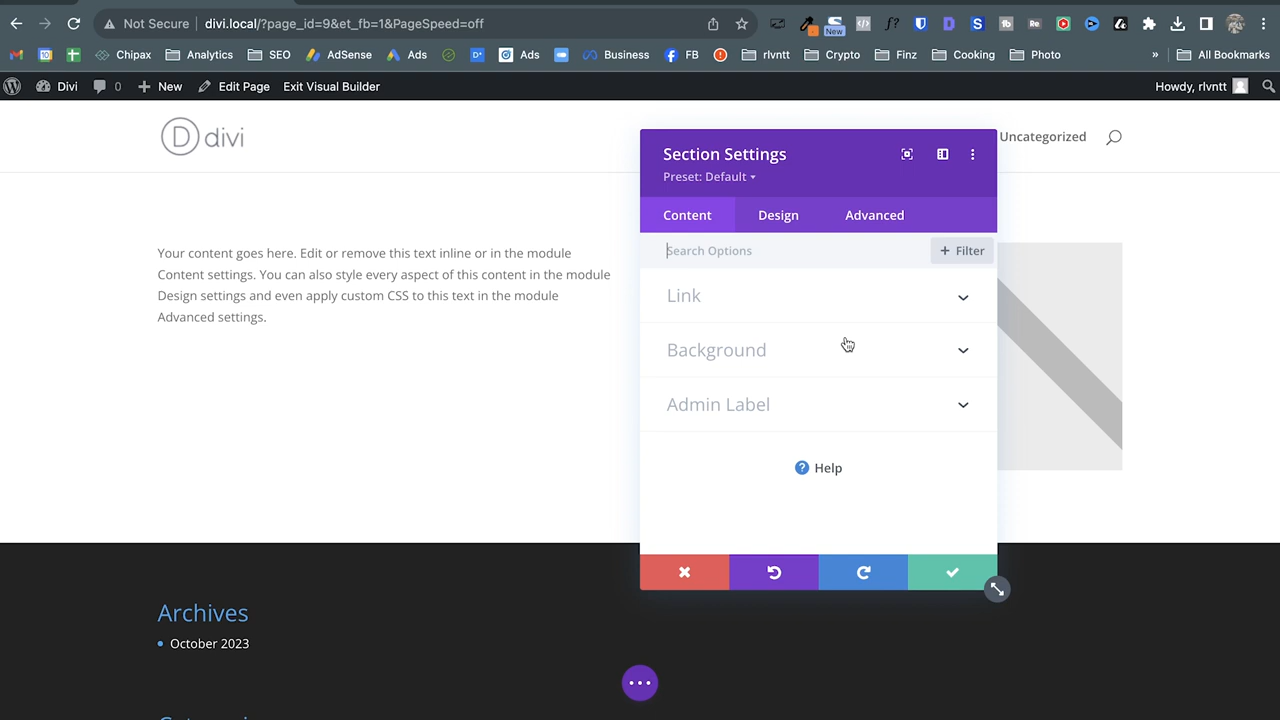 Not Secure divi.local/?page_id=9&et_fb=1&PageSpeed=off
New
Chipax Analytics SEO AdSense Ads Ads Business FB rlvntt Crypto Finz Cooking Photo » All Bookmarks
Divi 0 New Edit Page Exit Visual Builder Howdy, rlvntt
D divi
Uncategorized
Section Settings
Preset: Default
Content Design Advanced
Search Options + Filter
Link
Background
Admin Label
Help
Your content goes here. Edit or remove this text inline or in the module
Content settings. You can also style every aspect of this content in the module
Design settings and even apply custom CSS to this text in the module
Advanced settings.
Archives
October 2023